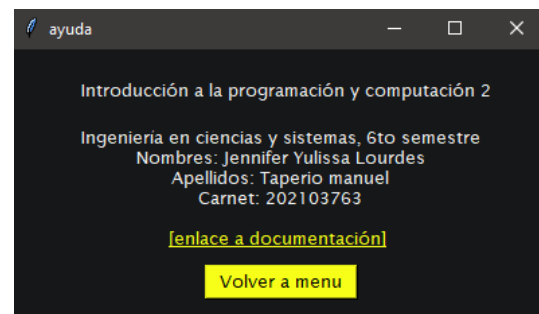 ayuda
Introducción a la programación y computación 2
Ingenieria en ciencias y sistemas, 6to semestre
Nombres: Jennifer Yulissa Lourdes
Apellidos: Taperio manuel
Carnet: 202103763
[enlace a documentación]
Volver a menu